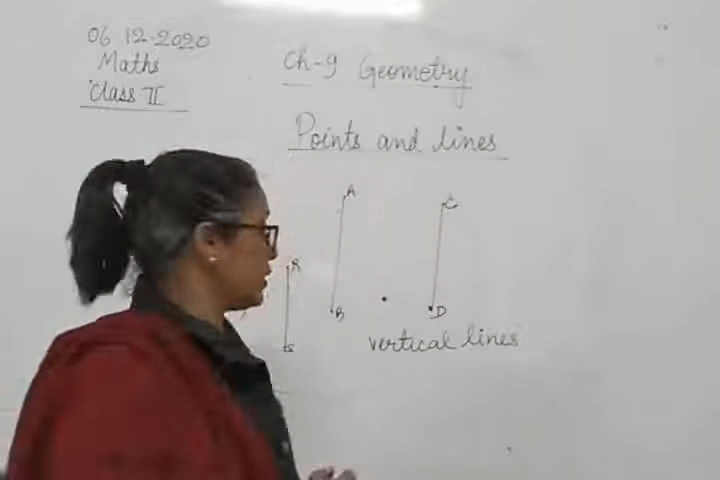 06 12-2020
Maths
Class II
Ch-9 Geometry
Points and lines
A
C
R
B
D
S
vertical lines